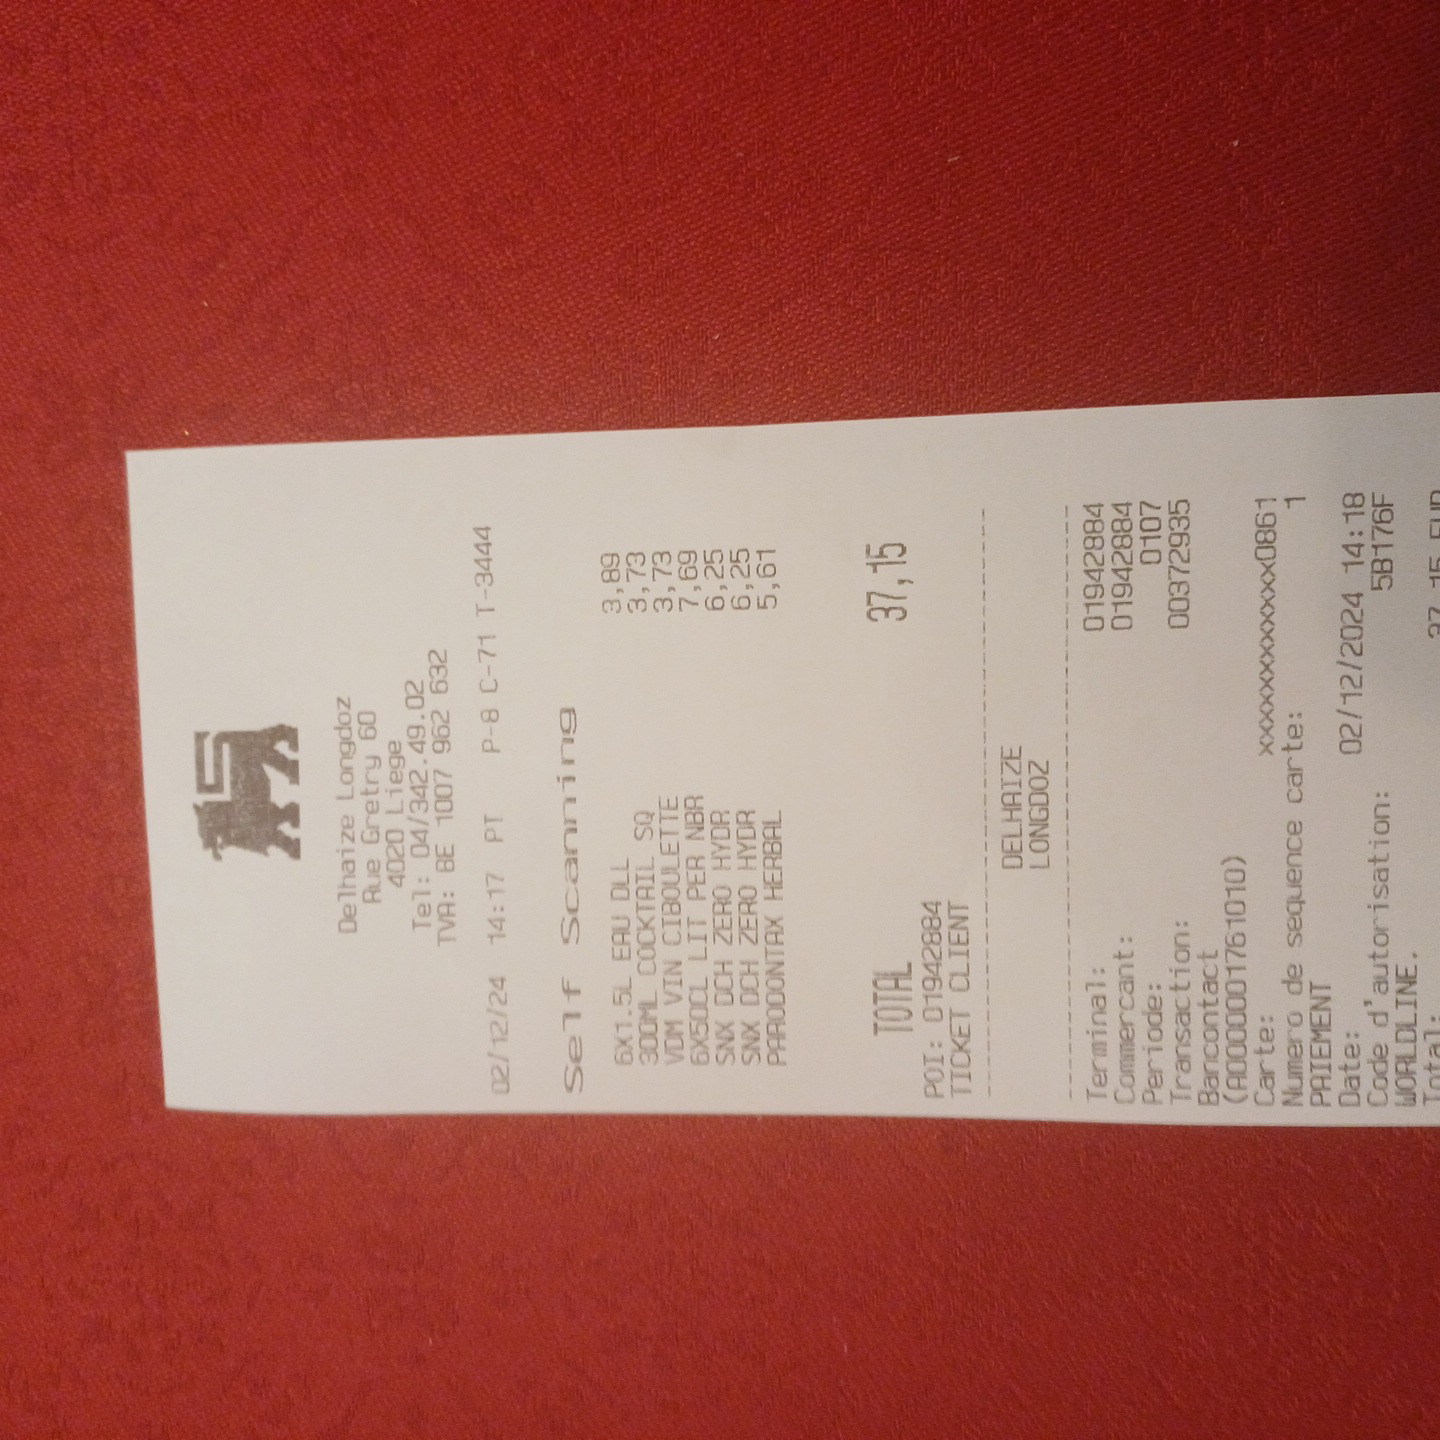 Delhaize Longdoz
Rue Gretry 60
4020 Liege
Tel: 04/342.49.02
TVA: BE 1007 962 632
02/12/24 14:17 PT P-8 C-71 T-3444
Self Scanning
6X1.5L EAU DLL 3,89
300ML COCKTAIL SQ 3,73
VDM VIN CIBOULETTE 3,73
6X50CL LIT PER NBR 7,69
SNX DCH ZERO HYDR 6,25
SNX DCH ZERO HYDR 6,25
PARODONTAX HERBAL 5,61
TOTAL 37,15
POI: 01942884
TICKET CLIENT
DELHAIZE
LONGDOZ
Terminal: 01942884
Commercant: 01942884
Periode: 0107
Transaction: 00372935
Bancontact
(A0000001761010)
Carte: xxxxxxxxxxxxx0861
Numero de sequence carte: 1
PAIEMENT
Date: 02/12/2024 14:18
Code d'autorisation: 5B176F
WORLDLINE.
Total: 37,15 EUR